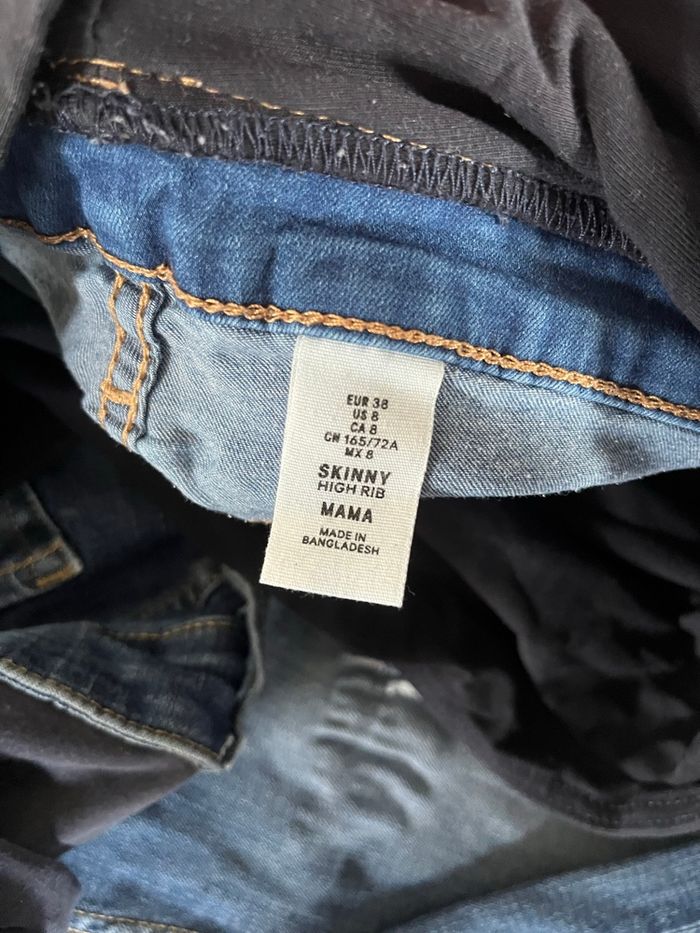 EUR 38
US 8
CA 8
CN 165/72A
MX 8
SKINNY
HIGH RIB
MAMA
MADE IN
BANGLADESH